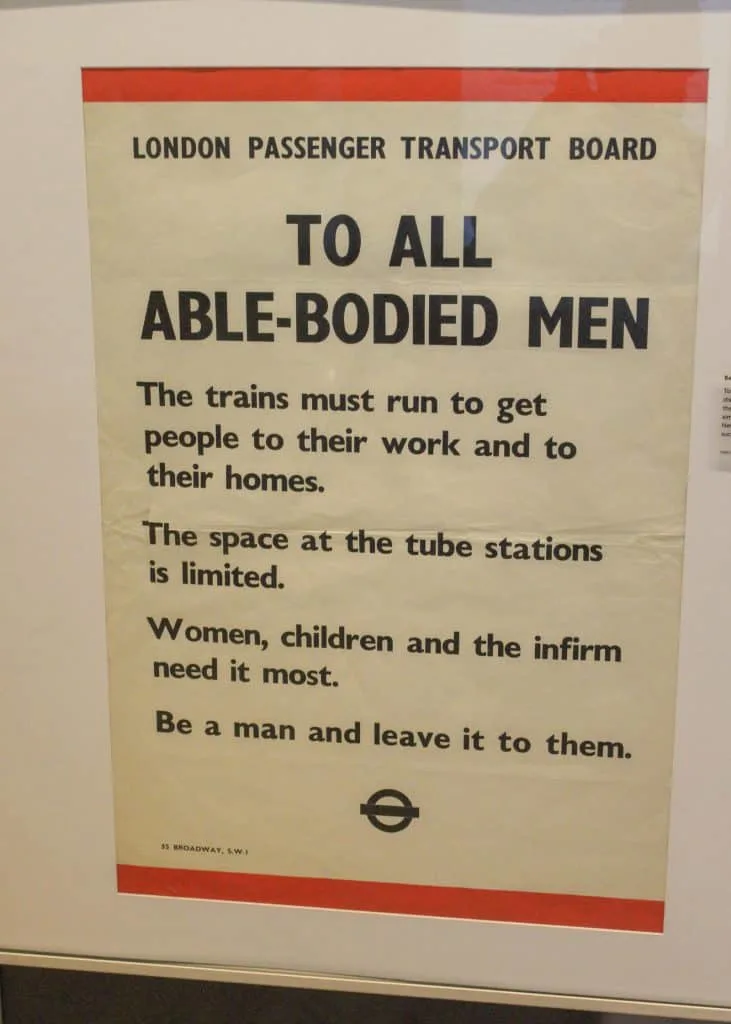 LONDON PASSENGER TRANSPORT BOARD
TO ALL
ABLE-BODIED MEN
The trains must run to get
people to their work and to
their homes.
The space at the tube stations
is limited.
Women, children and the infirm
need it most.
Be a man and leave it to them.
55 BROADWAY, S.W.1